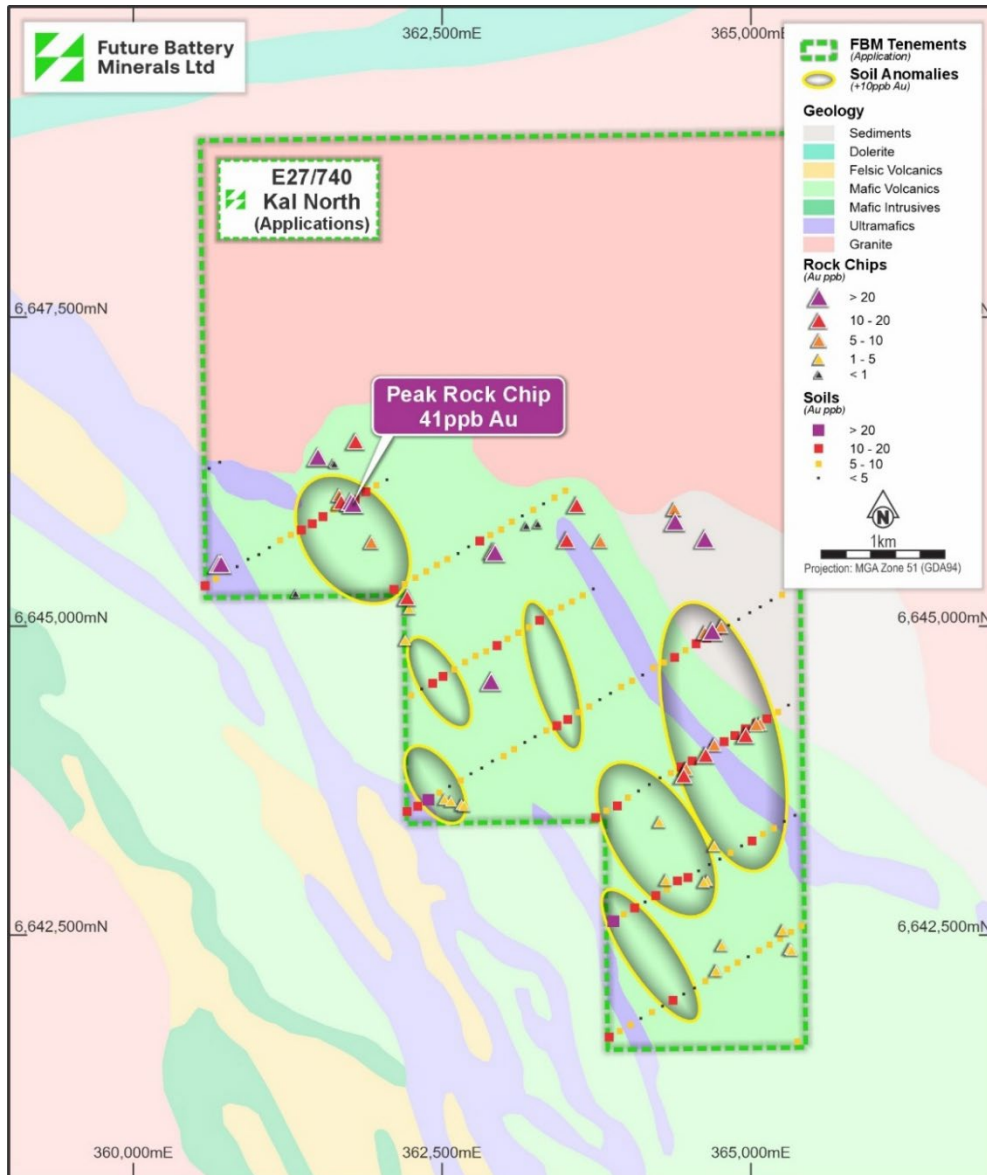 362,500mE
365,000mE
Future Battery
Minerals Ltd
E27/740
Kal North
(Applications)
FBM Tenements
(Application)
Soil Anomalies
(+10ppb Au)
Geology
Sediments
Dolerite
Felsic Volcanics
Mafic Volcanics
Mafic Intrusives
Ultramafics
Granite
Rock Chips
(Au ppb)
> 20
10 - 20
5 - 10
1 - 5
< 1
Soils
(Au ppb)
> 20
10 - 20
5 - 10
< 5
N
1km
Projection: MGA Zone 51 (GDA94)
6,647,500mN
Peak Rock Chip
41ppb Au
6,645,000mN
6,645,000mN
6,642,500mN
6,642,500mN
360,000mE
362,500mE
365,000mE